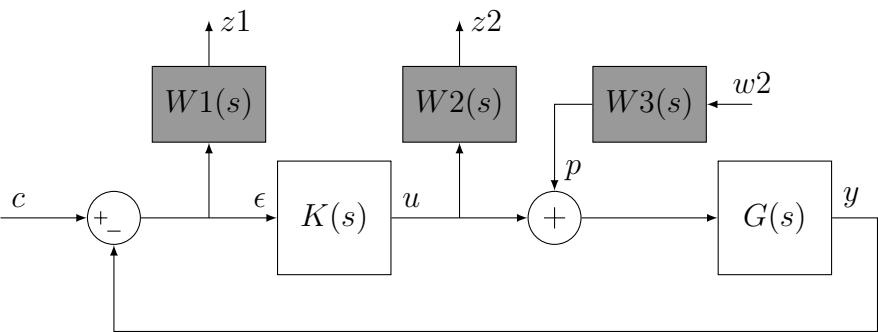 z1
z2
W1(s)
W2(s)
W3(s)
w2
p
c
+
−
ϵ
K(s)
u
+
G(s)
y